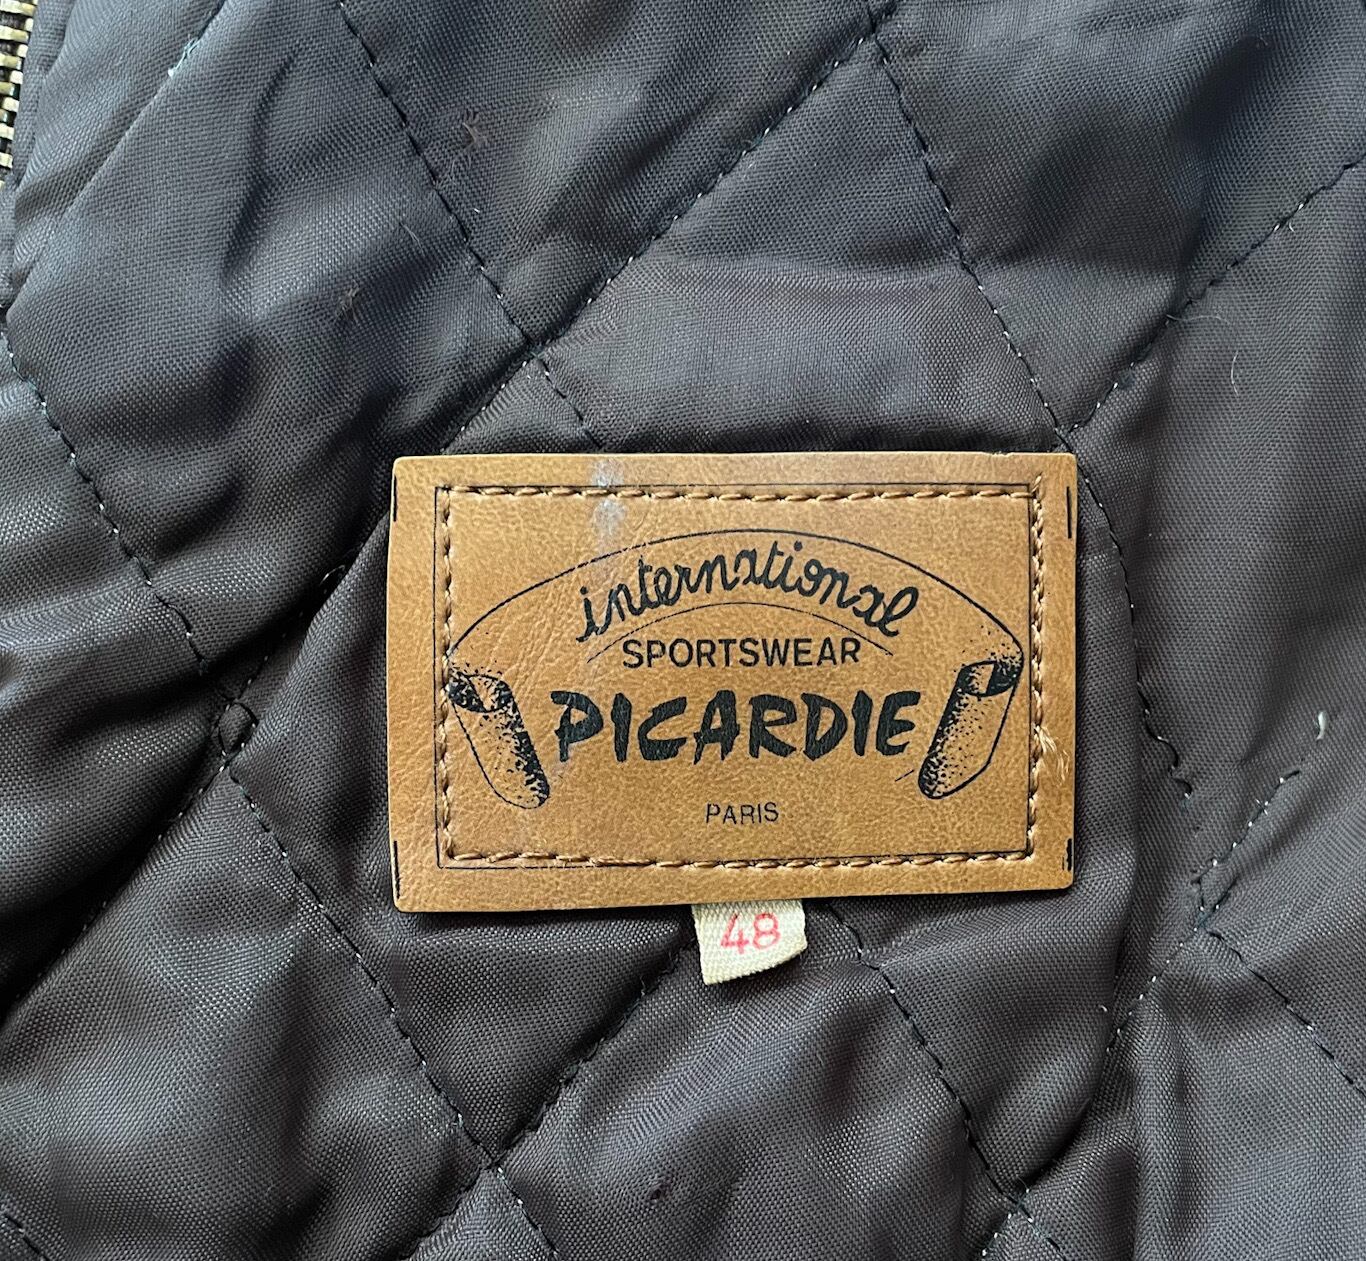 international
SPORTSWEAR
PICARDIE
PARIS
48